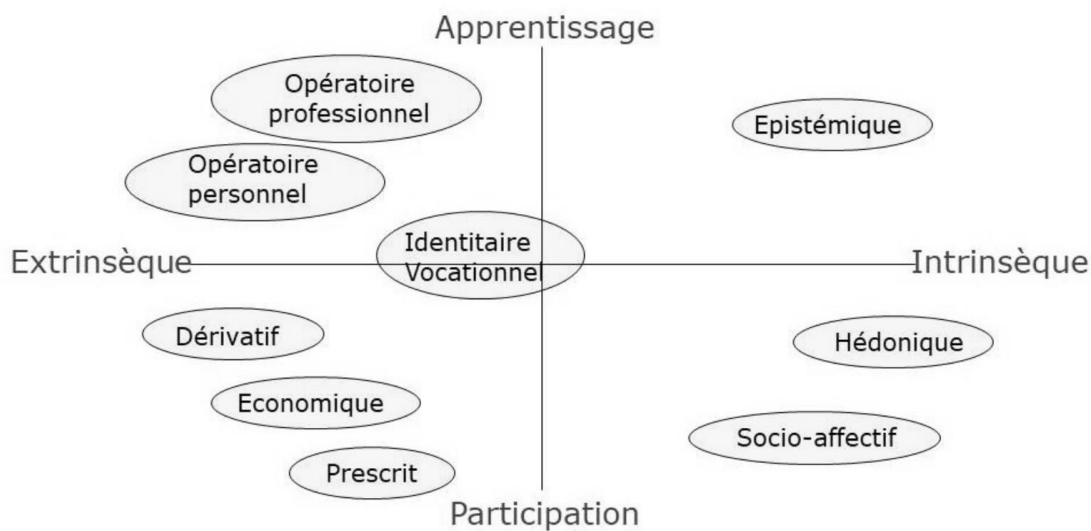 Apprentissage
Opératoire
professionnel
Epistémique
Opératoire
personnel
Identitaire
Extrinsèque
Vocationnel
Intrinsèque
Dérivatif
Hédonique
Economique
Socio-affectif
Prescrit
Participation